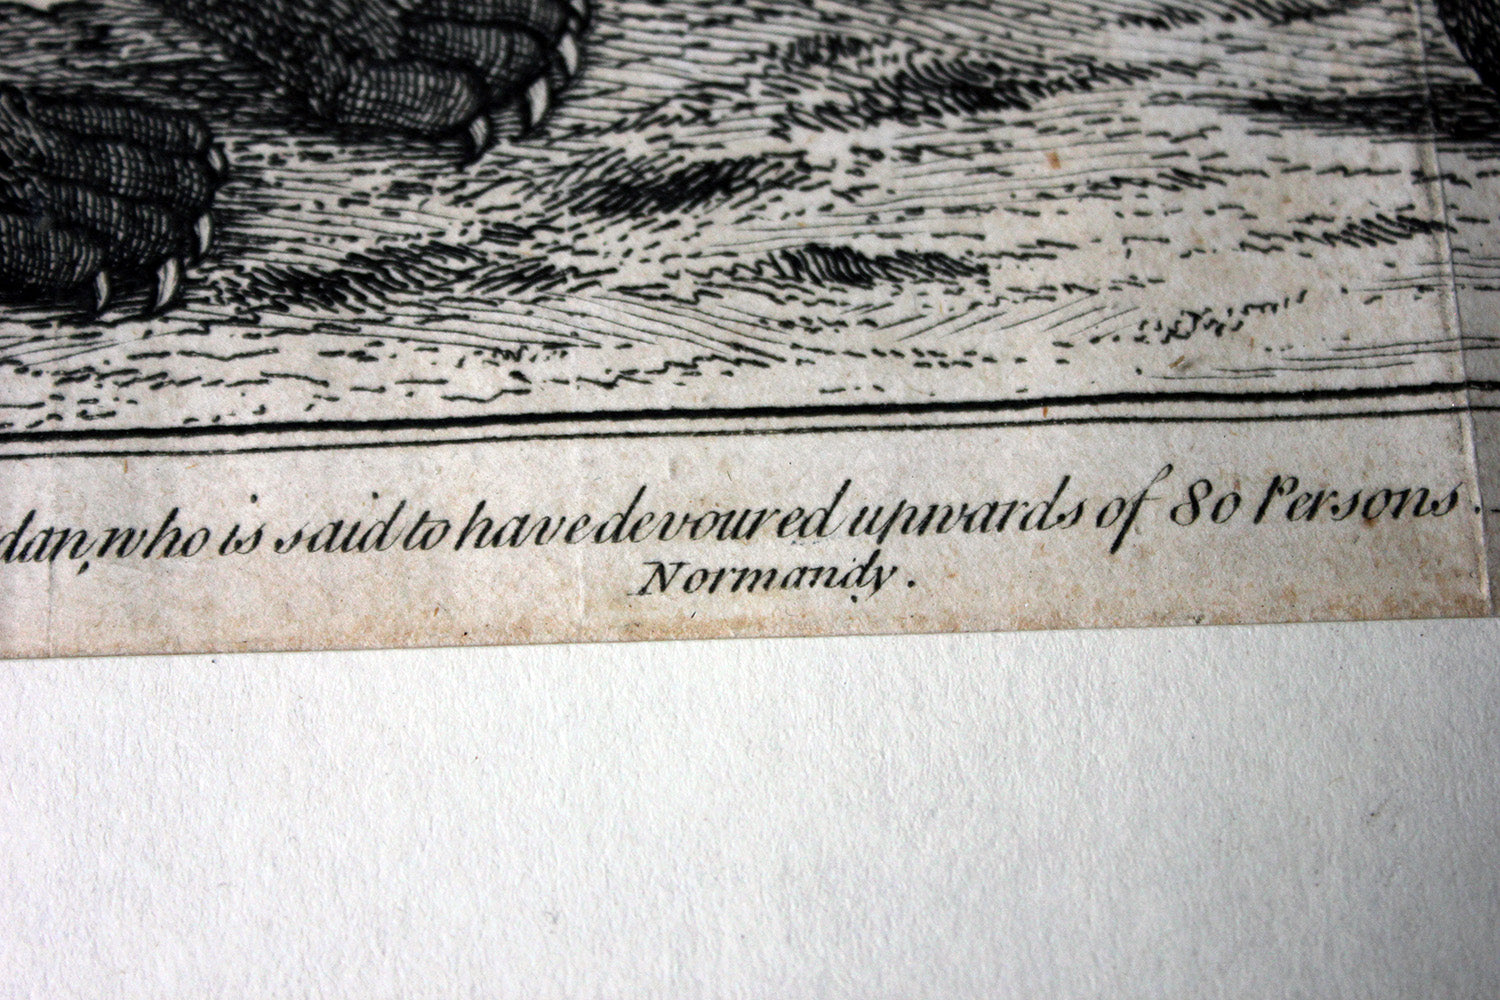 dan, who is said to have devoured upwards of 80 Persons.
Normandy.